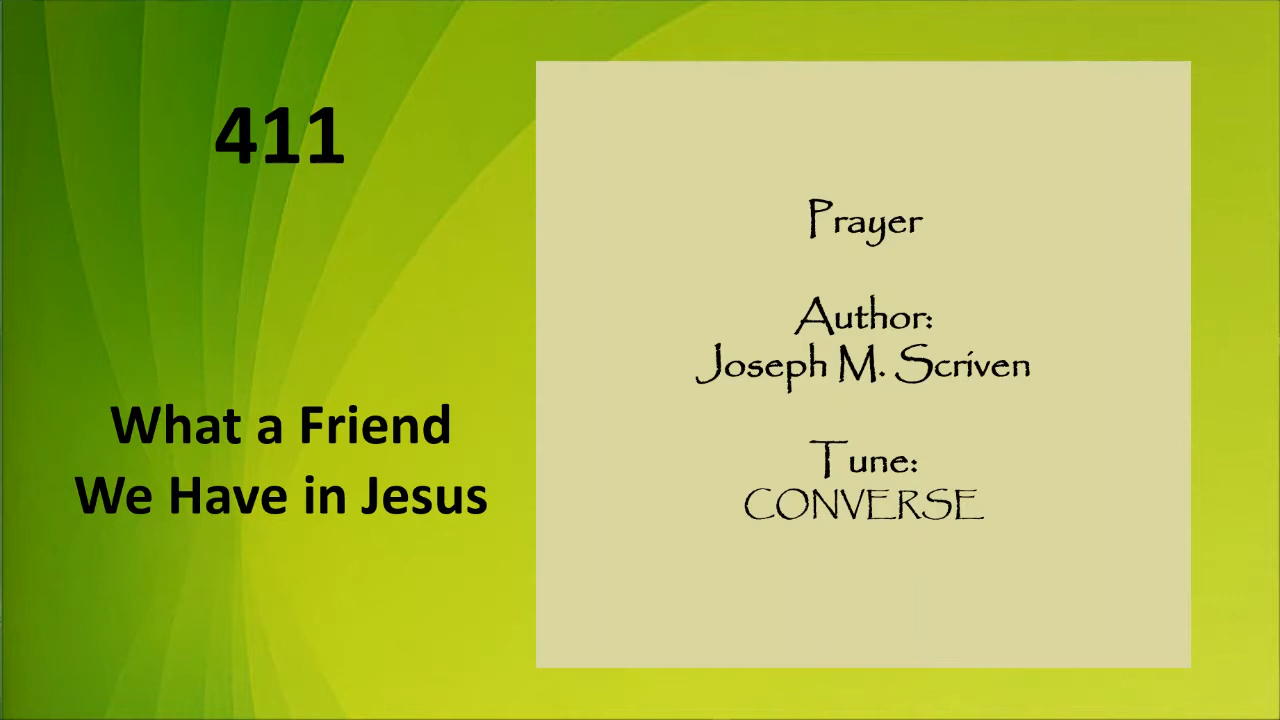 411
What a Friend
We Have in Jesus
Prayer
Author:
Joseph M. Scriven
Tune:
CONVERSE